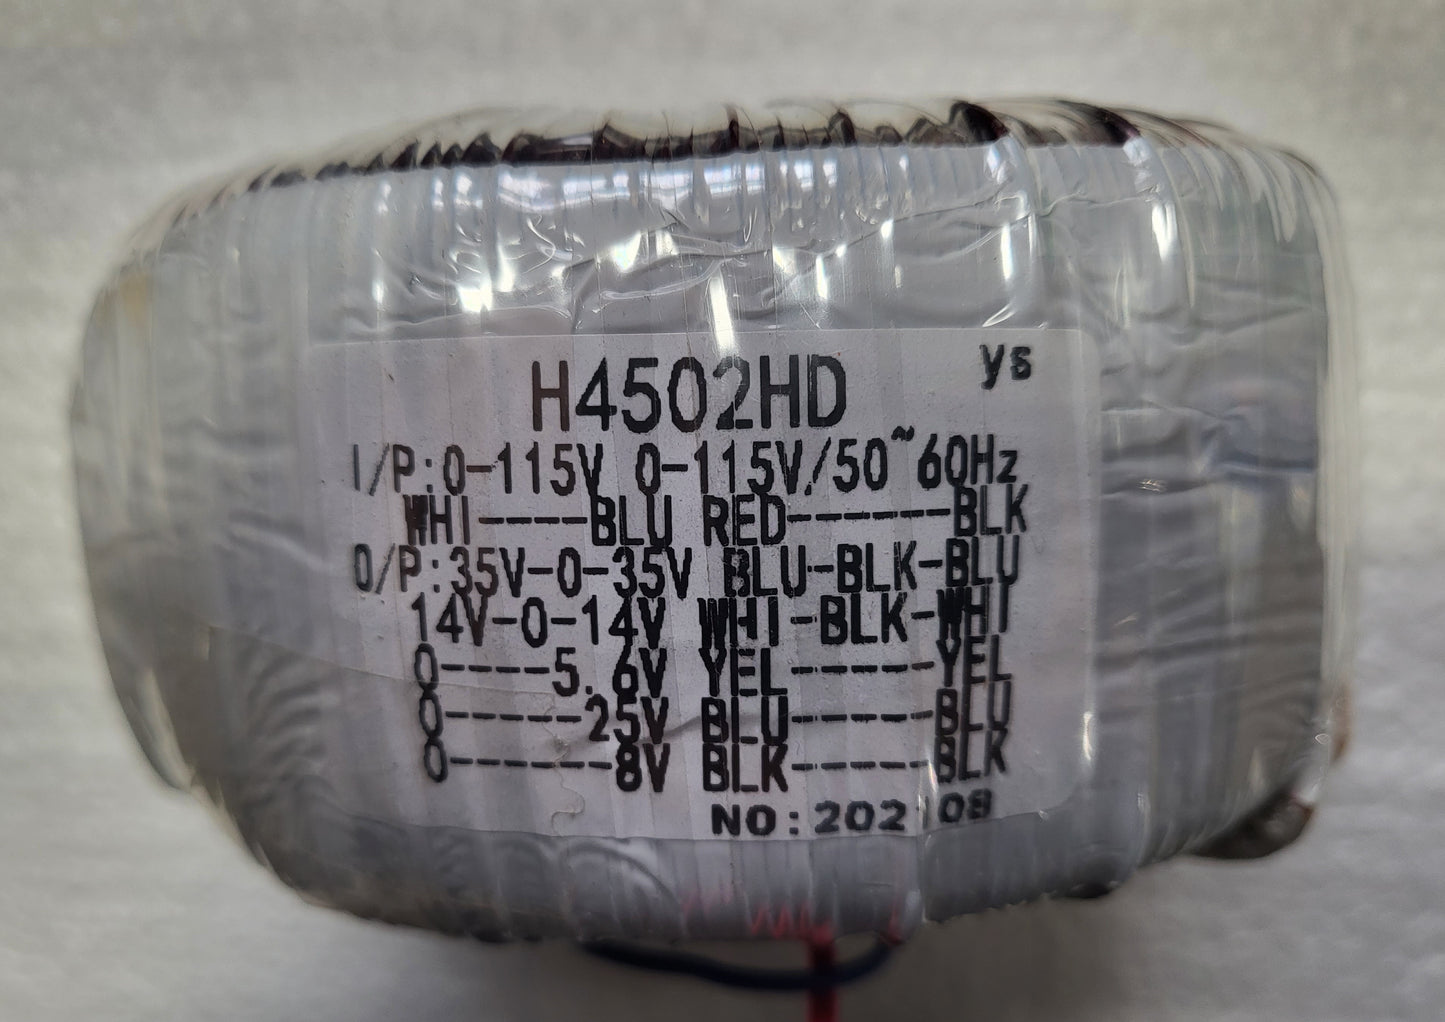 H4502HD
ys
I/P:0-115V 0-115V/50~60Hz
WHI----BLU RED------BLK
O/P:35V-0-35V BLU-BLK-BLU
14V-0-14V WHI-BLK-WHI
0----5.6V YEL-----YEL
0-----25V BLU-----BLU
0------8V BLK-----BLK
NO:202108